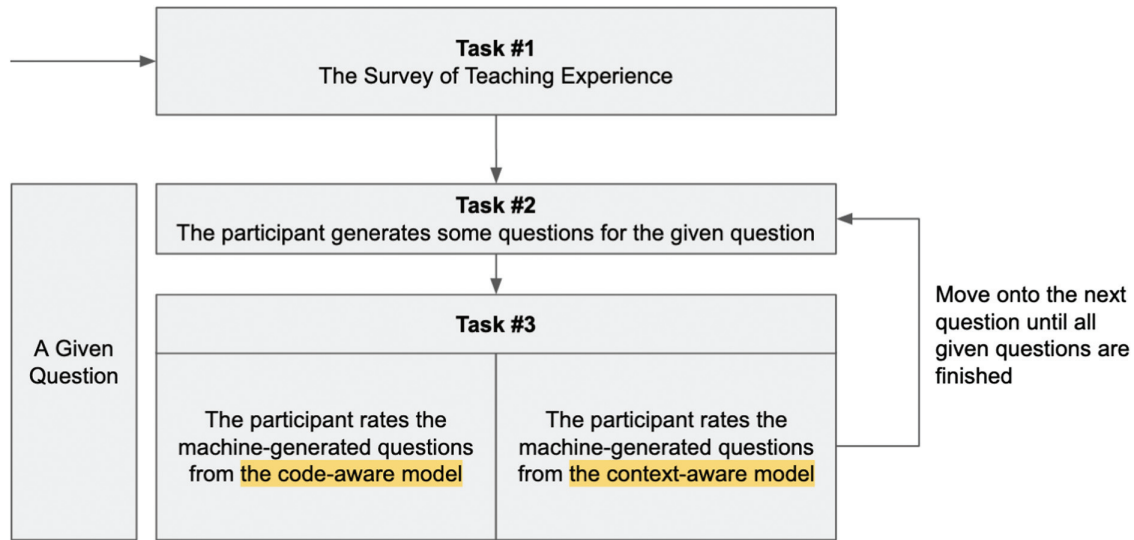 Task #1
The Survey of Teaching Experience
Task #2
The participant generates some questions for the given question
A Given
Question
Task #3
The participant rates the
machine-generated questions
from the code-aware model
The participant rates the
machine-generated questions
from the context-aware model
Move onto the next
question until all
given questions are
finished